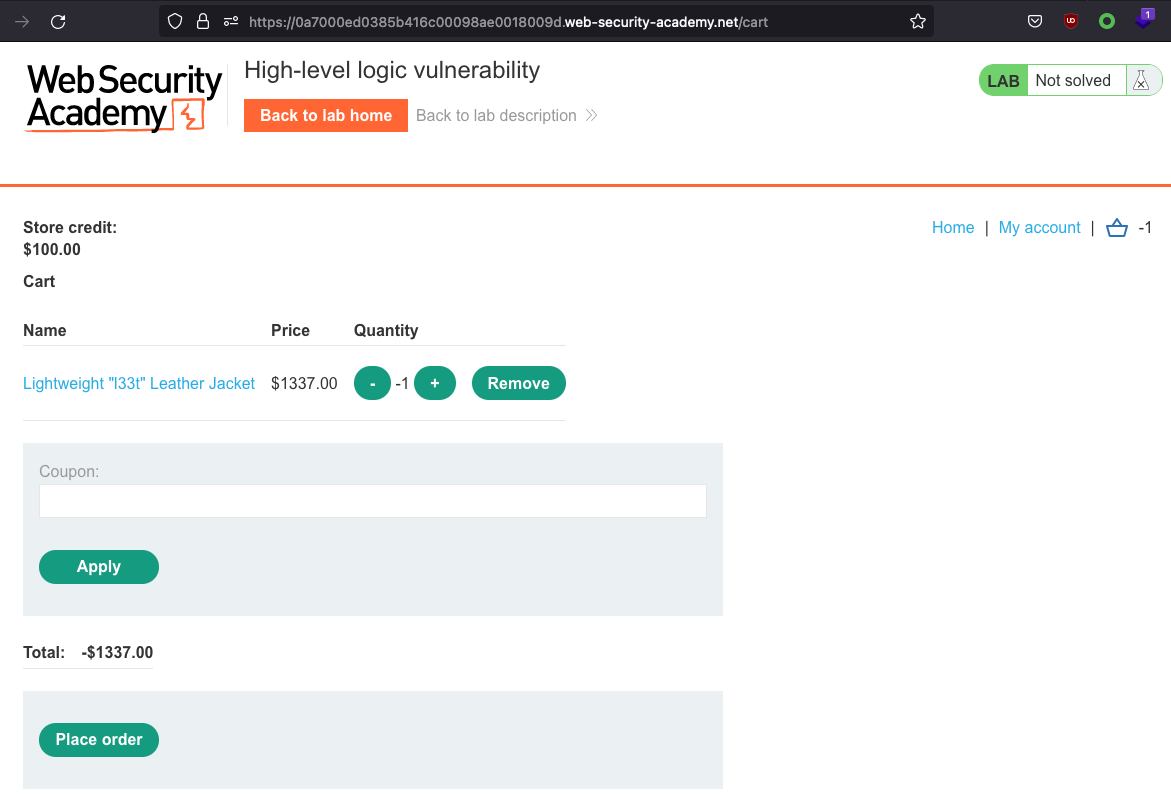 https://0a7000ed0385b416c00098ae0018009d.web-security-academy.net/cart
1
UO
Web Security
Academy
High-level logic vulnerability
Back to lab home Back to lab description
LAB Not solved
Store credit:
$100.00
Home | My account | -1
Cart
Name Price Quantity
Lightweight "l33t" Leather Jacket $1337.00 - -1 + Remove
Coupon:
Apply
Total: -$1337.00
Place order